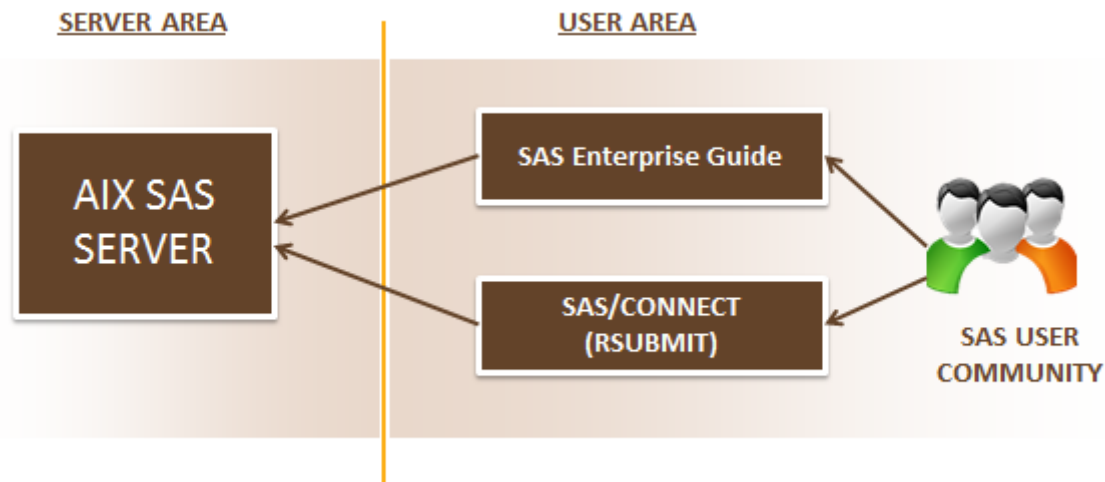 SERVER AREA
USER AREA
AIX SAS
SERVER
SAS Enterprise Guide
SAS/CONNECT
(RSUBMIT)
SAS USER
COMMUNITY